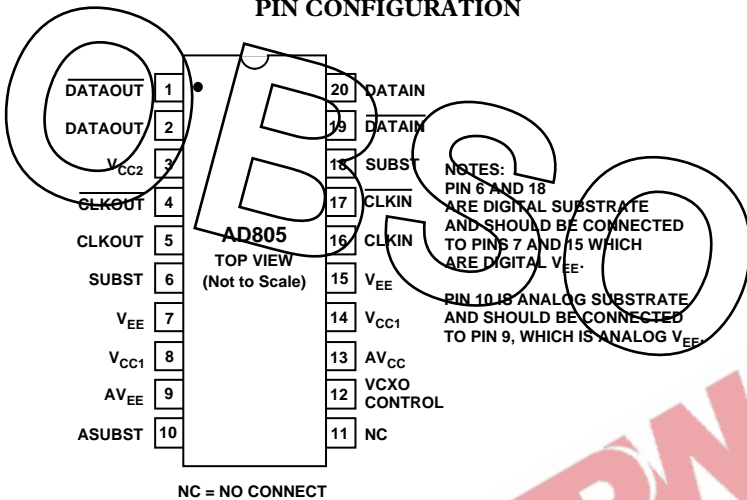 PIN CONFIGURATION
DATAOUT 1
DATAOUT 2
VCC2 3
CLKOUT 4
CLKOUT 5
SUBST 6
VEE 7
VCC1 8
AVEE 9
ASUBST 10
AD805
TOP VIEW
(Not to Scale)
20 DATAIN
19 DATAIN
18 SUBST
17 CLKIN
16 CLKIN
15 VEE
14 VCC1
13 AVCC
12 VCXO
CONTROL
11 NC
NOTES:
PIN 6 AND 18
ARE DIGITAL SUBSTRATE
AND SHOULD BE CONNECTED
TO PINS 7 AND 15 WHICH
ARE DIGITAL VEE.
PIN 10 IS ANALOG SUBSTRATE
AND SHOULD BE CONNECTED
TO PIN 9, WHICH IS ANALOG VEE.
NC = NO CONNECT
OBSO